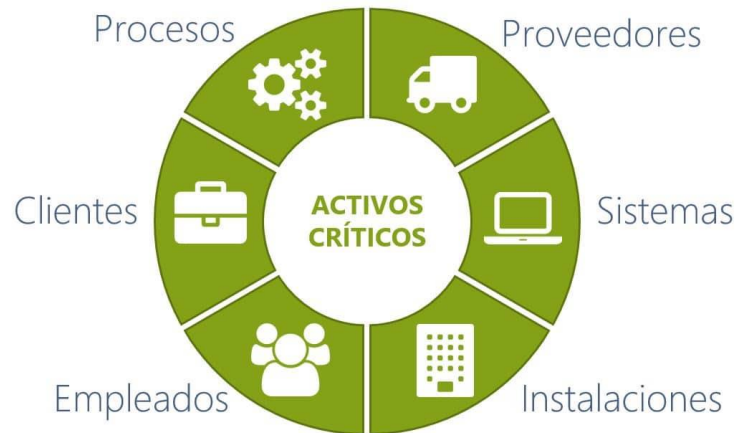 Procesos
Proveedores
Clientes
ACTIVOS
CRÍTICOS
Sistemas
Empleados
Instalaciones